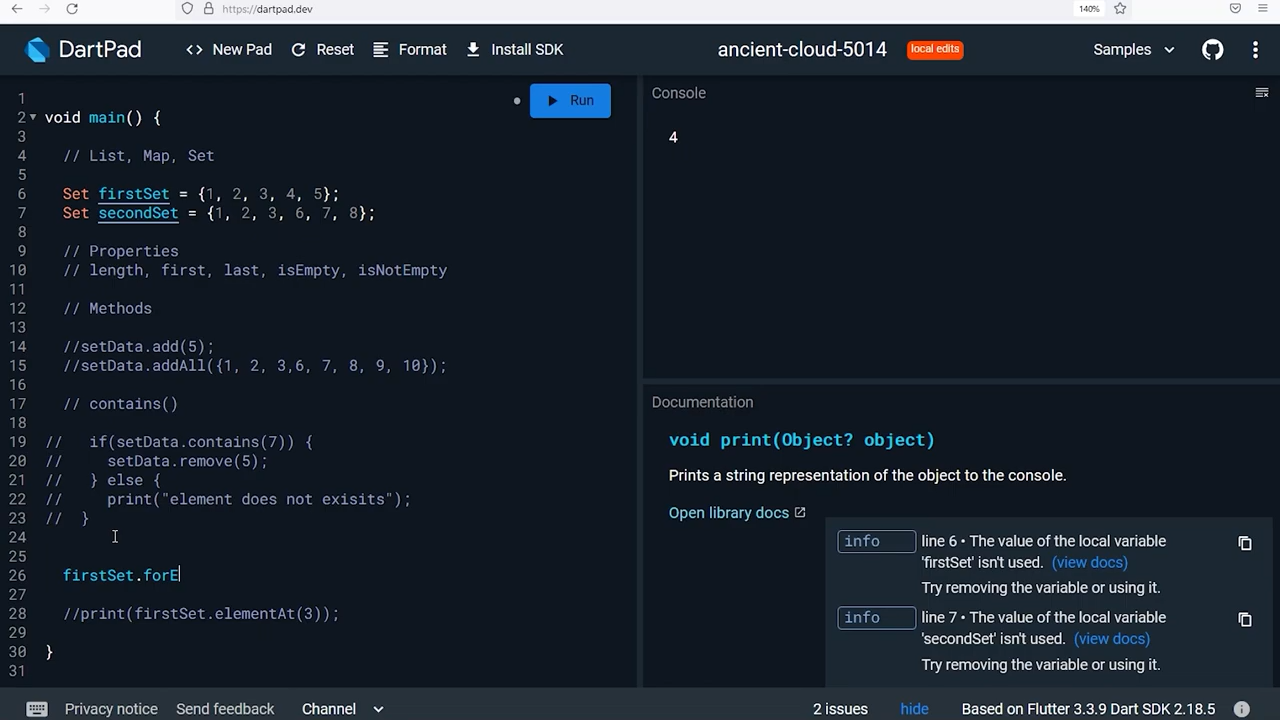 https://dartpad.dev
140%
DartPad
<> New Pad
Reset
Format
Install SDK
ancient-cloud-5014
local edits
Samples
Run
1
2 void main() {
3
4 // List, Map, Set
5
6 Set firstSet = {1, 2, 3, 4, 5};
7 Set secondSet = {1, 2, 3, 6, 7, 8};
8
9 // Properties
10 // length, first, last, isEmpty, isNotEmpty
11
12 // Methods
13
14 //setData.add(5);
15 //setData.addAll({1, 2, 3,6, 7, 8, 9, 10});
16
17 // contains()
18
19 // if(setData.contains(7)) {
20 // setData.remove(5);
21 // } else {
22 // print("element does not exisits");
23 // }
24
25
26 firstSet.forE
27
28 //print(firstSet.elementAt(3));
29
30 }
31
Console
4
Documentation
void print(Object? object)
Prints a string representation of the object to the console.
Open library docs
info line 6 • The value of the local variable
'firstSet' isn't used. (view docs)
Try removing the variable or using it.
info line 7 • The value of the local variable
'secondSet' isn't used. (view docs)
Try removing the variable or using it.
Privacy notice
Send feedback
Channel
2 issues
hide
Based on Flutter 3.3.9 Dart SDK 2.18.5